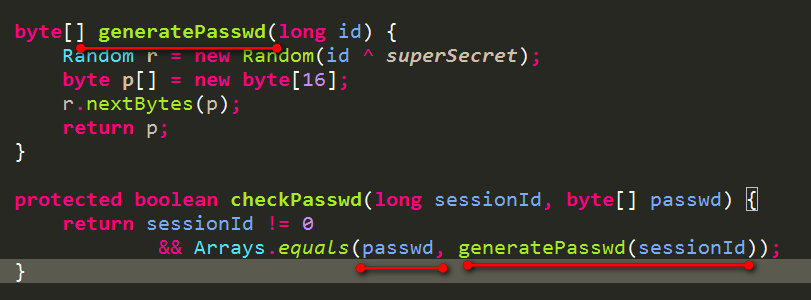 byte[] generatePasswd(long id) {
    Random r = new Random(id ^ superSecret);
    byte p[] = new byte[16];
    r.nextBytes(p);
    return p;
}

protected boolean checkPasswd(long sessionId, byte[] passwd) {
    return sessionId != 0
            && Arrays.equals(passwd, generatePasswd(sessionId));
}